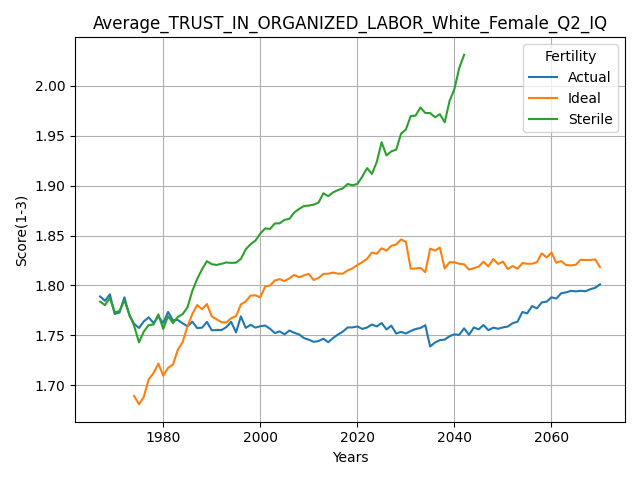 Average_TRUST_IN_ORGANIZED_LABOR_White_Female_Q2_IQ
Fertility
Actual
Ideal
Sterile
Score(1-3)
2.00
1.95
1.90
1.85
1.80
1.75
1.70
1980
2000
2020
2040
2060
Years